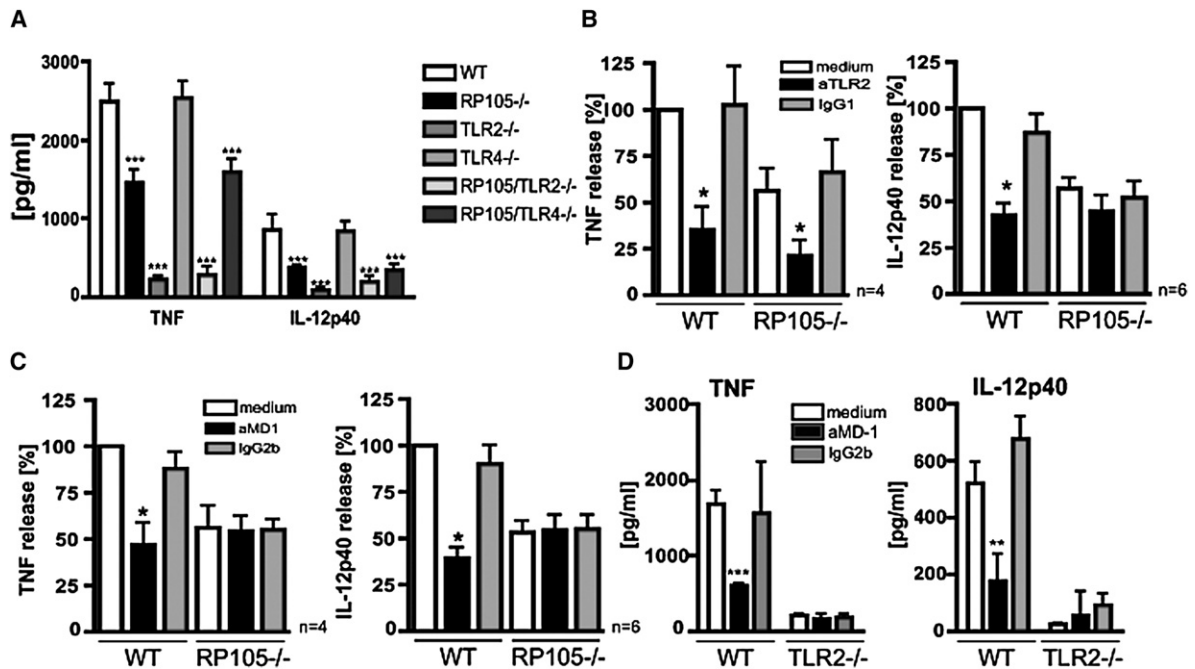 A
3000
2000
1000
0
[pg/ml]
***
***
***
***
***
***
***
***
TNF
IL-12p40
WT
RP105-/-
TLR2-/-
TLR4-/-
RP105/TLR2-/-
RP105/TLR4-/-
B
125
100
75
50
25
0
TNF release [%]
medium
aTLR2
IgG1
*
*
n=4
WT
RP105-/-
125
100
75
50
25
0
IL-12p40 release [%]
*
n=6
WT
RP105-/-
C
125
100
75
50
25
0
TNF release [%]
medium
aMD1
IgG2b
*
n=4
WT
RP105-/-
125
100
75
50
25
0
IL-12p40 release [%]
*
n=6
WT
RP105-/-
D
TNF
3000
2000
1000
0
[pg/ml]
medium
aMD-1
IgG2b
***
WT
TLR2-/-
IL-12p40
800
600
400
200
0
[pg/ml]
**
WT
TLR2-/-